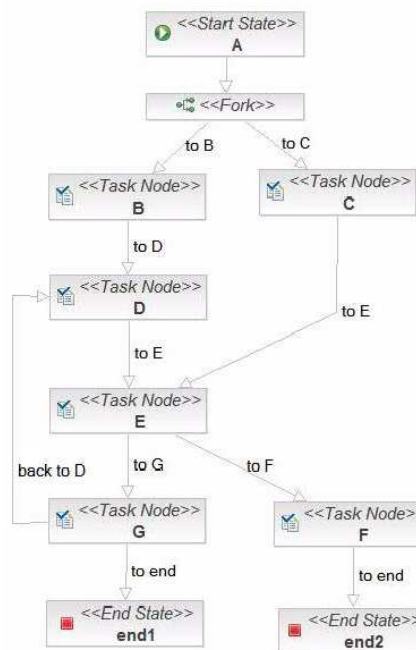 <<Start State>>
A
<<Fork>>
to B
to C
<<Task Node>>
B
<<Task Node>>
C
to D
<<Task Node>>
D
to E
to E
<<Task Node>>
E
back to D
to G
to F
<<Task Node>>
G
<<Task Node>>
F
to end
to end
<<End State>>
end1
<<End State>>
end2